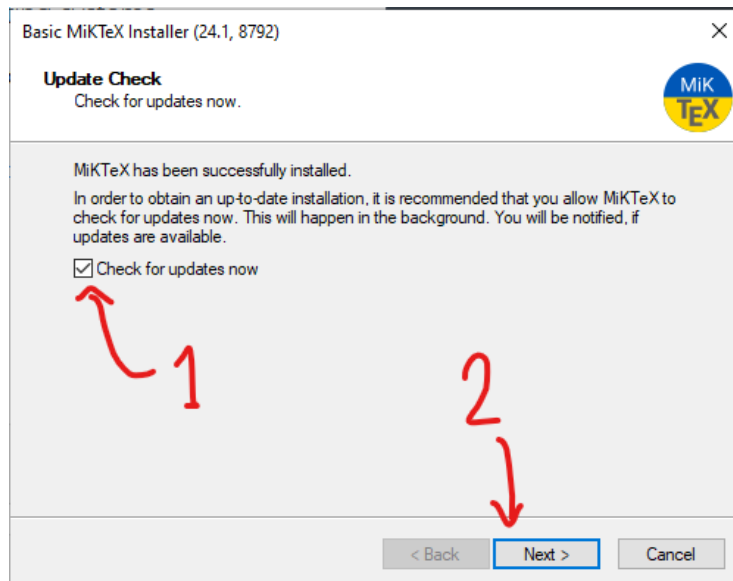 Basic MiKTeX Installer (24.1, 8792)
Update Check
Check for updates now.
MiK
TEX
MiKTeX has been successfully installed.
In order to obtain an up-to-date installation, it is recommended that you allow MiKTeX to
check for updates now. This will happen in the background. You will be notified, if
updates are available.
Check for updates now
1
2
< Back
Next >
Cancel